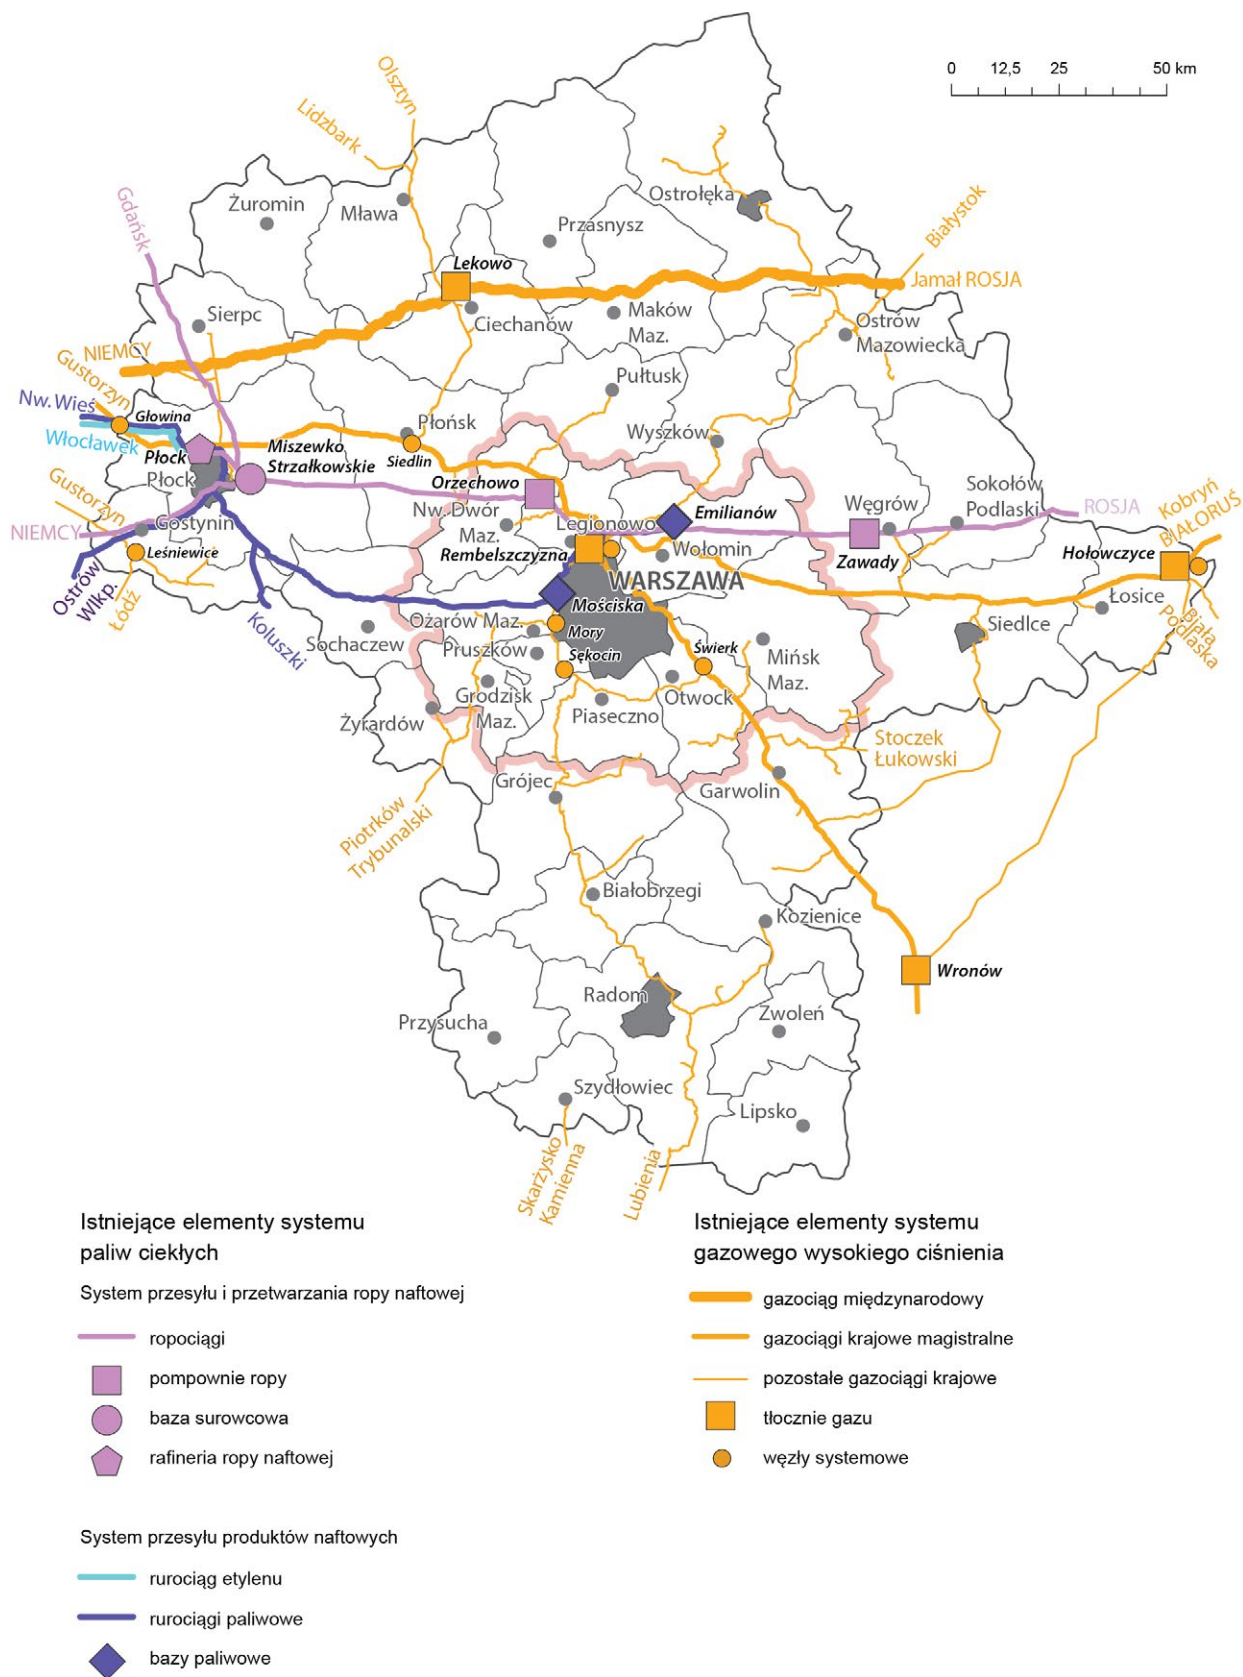 0 12,5 25 50 km
Olsztyn
Lidzbark
Gdańsk
Żuromin
Mława
Przasnysz
Ostrołęka
Białystok
Lekowo
Jamał ROSJA
Sierpc
Ciechanów
Maków
Maz.
Ostrów
Mazowiecka
NIEMCY
Gustorzyn
Pułtusk
Nw. Wieś
Głowina
Włocławek
Płońsk
Wyszków
Miszewko
Strzałkowskie
Siedlin
Płock
Płock
Orzechowo
Gustorzyn
Nw. Dwór
Maz.
Legionowo
Emilianów
Węgrów
Sokołów
Podlaski
ROSJA
Kobryń
BIAŁORUŚ
NIEMCY
Gostynin
Leśniewice
Rembelszczyzna
Wołomin
Zawady
Hołowczyce
WARSZAWA
Ostrów
Wlkp.
Łódź
Koluszki
Mościska
Łosice
Biała
Podlaska
Siedlce
Ożarów Maz.
Mory
Sochaczew
Pruszków
Sękocin
Świerk
Mińsk
Maz.
Grodzisk
Maz.
Otwock
Piaseczno
Żyrardów
Stoczek
Łukowski
Grójec
Garwolin
Piotrków
Trybunalski
Białobrzegi
Kozienice
Wronów
Radom
Przysucha
Zwoleń
Szydłowiec
Lipsko
Skarżysko
Kamienna
Lubienia
Istniejące elementy systemu
paliw ciekłych
System przesyłu i przetwarzania ropy naftowej
ropociągi
pompownie ropy
baza surowcowa
rafineria ropy naftowej
System przesyłu produktów naftowych
rurociąg etylenu
rurociągi paliwowe
bazy paliwowe
Istniejące elementy systemu
gazowego wysokiego ciśnienia
gazociąg międzynarodowy
gazociągi krajowe magistralne
pozostałe gazociągi krajowe
tłocznie gazu
węzły systemowe